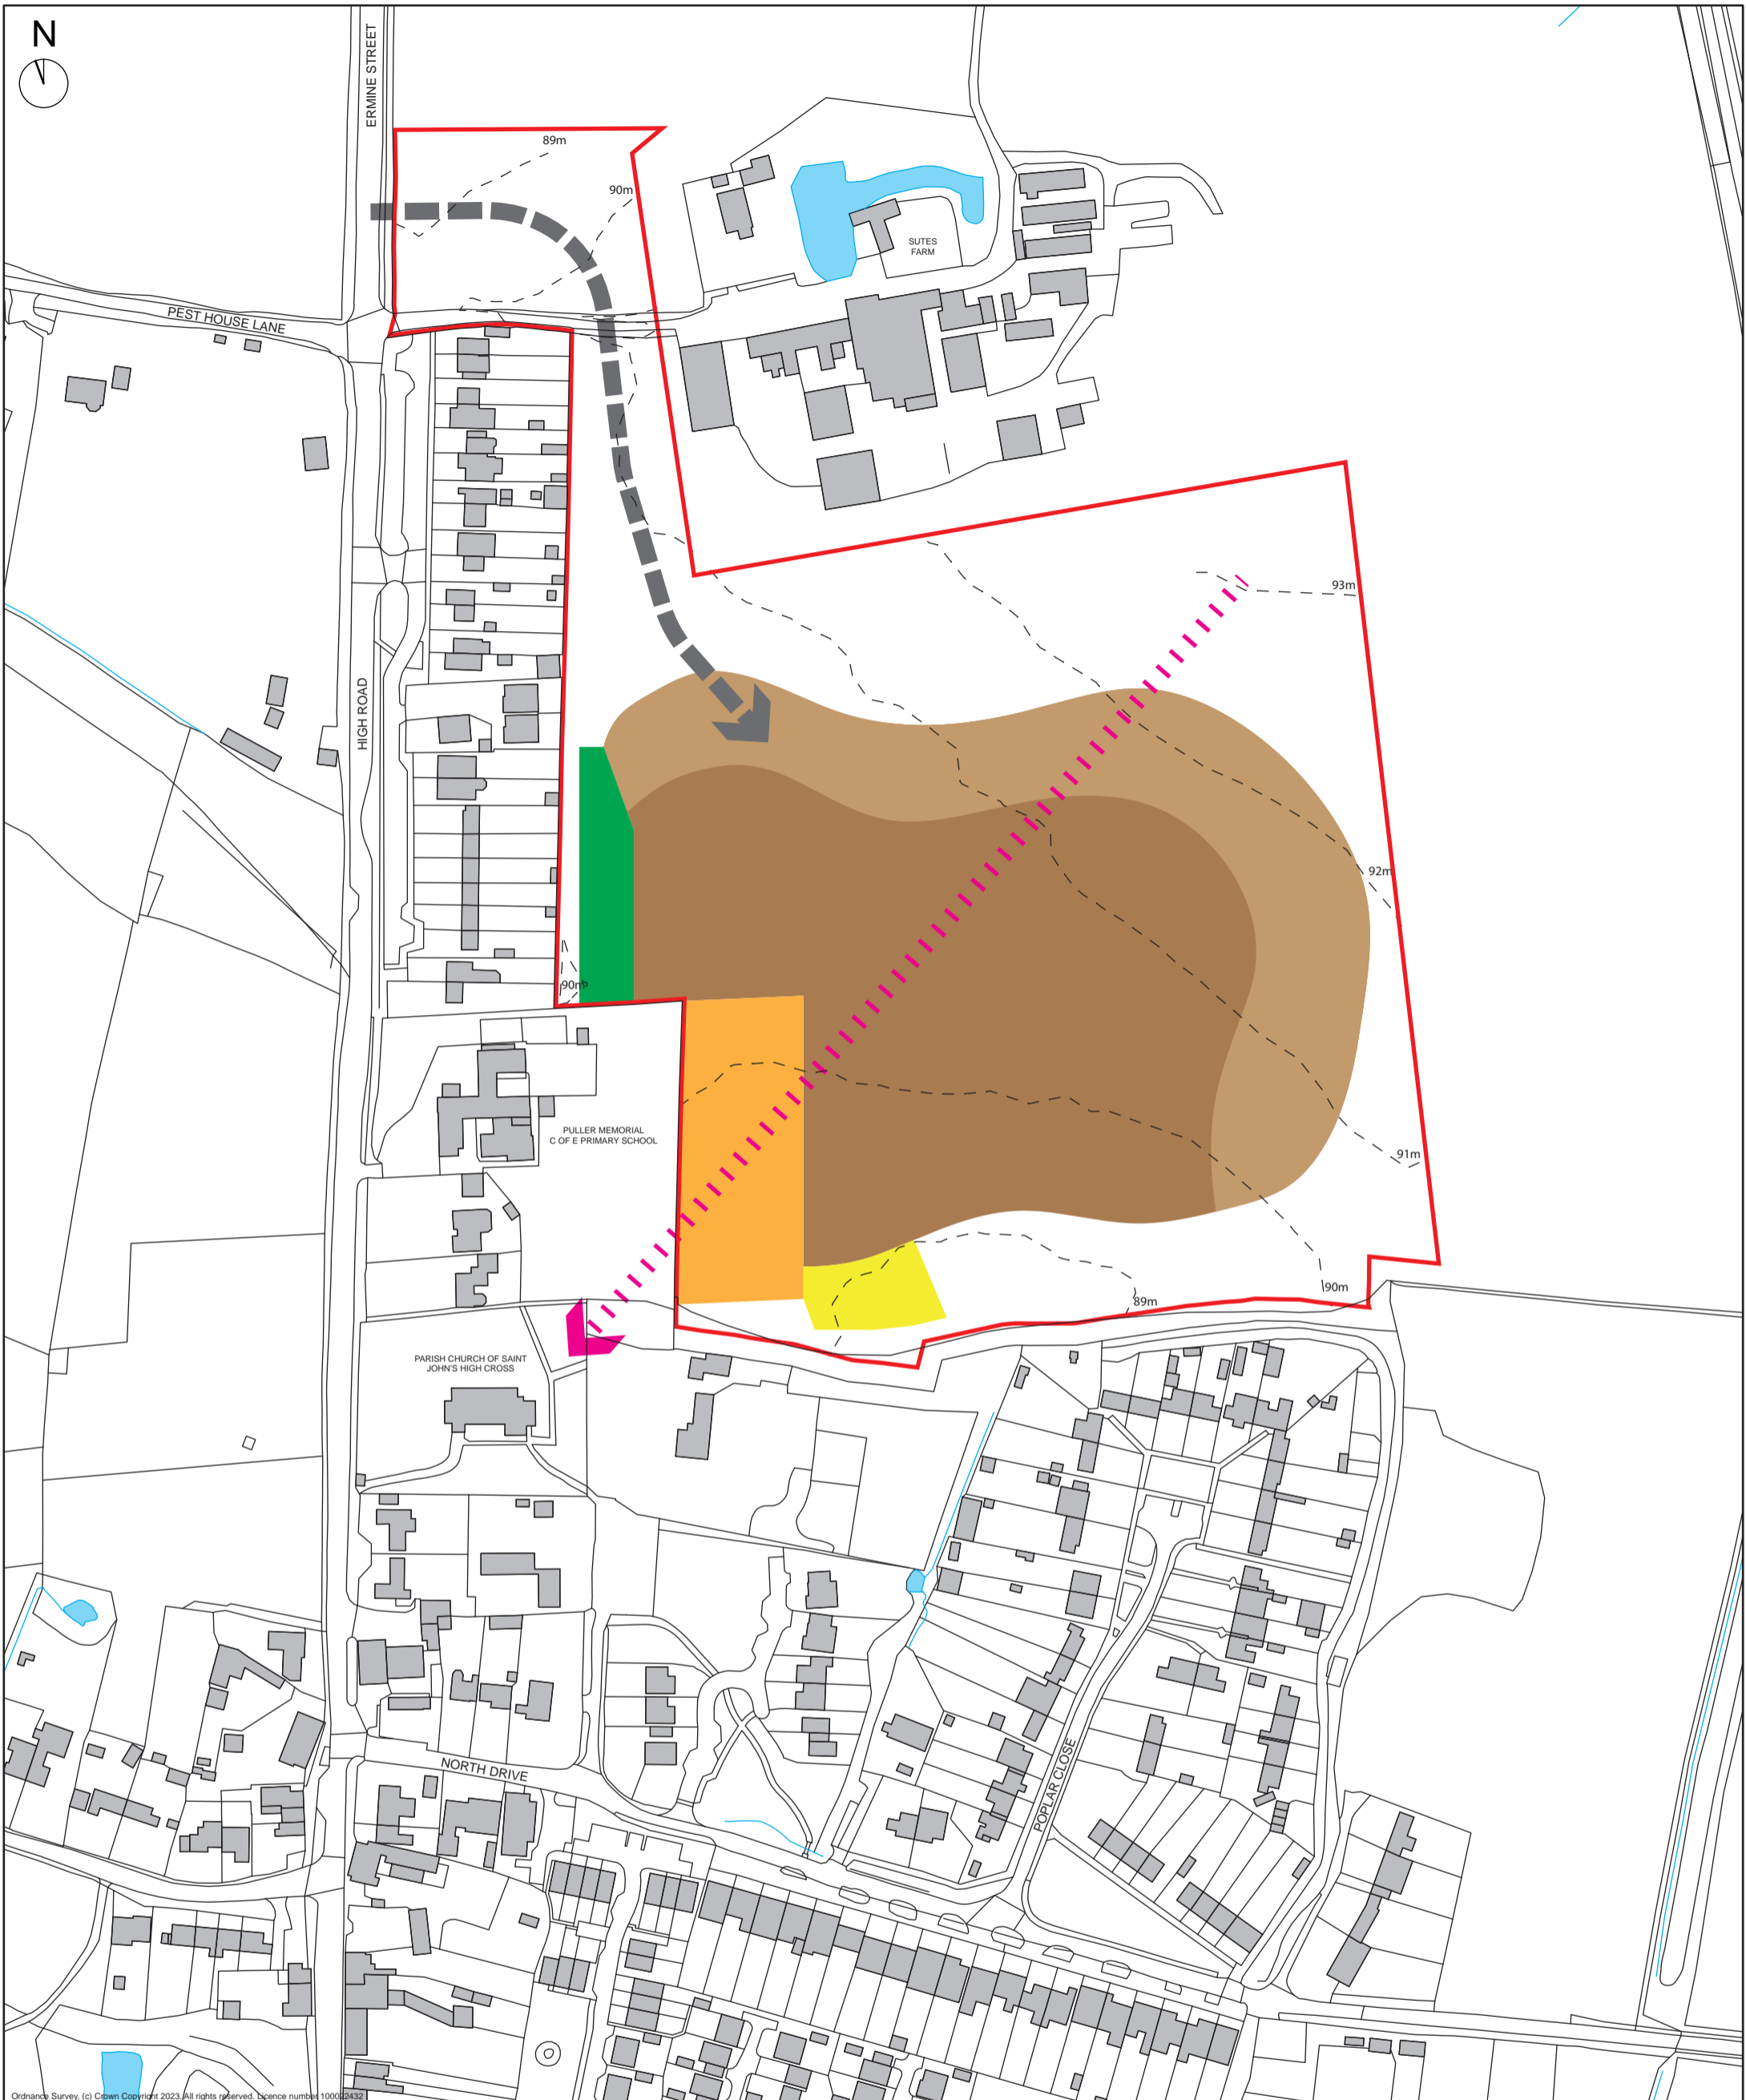 N
ERMINE STREET
89m
90m
SUTES
FARM
PEST HOUSE LANE
93m
HIGH ROAD
92m
90m
PULLER MEMORIAL
C OF E PRIMARY SCHOOL
91m
90m
89m
PARISH CHURCH OF SAINT
JOHN'S HIGH CROSS
NORTH DRIVE
POPLAR CLOSE
Ordnance Survey, (c) Crown Copyright 2023. All rights reserved. Licence number 100022432